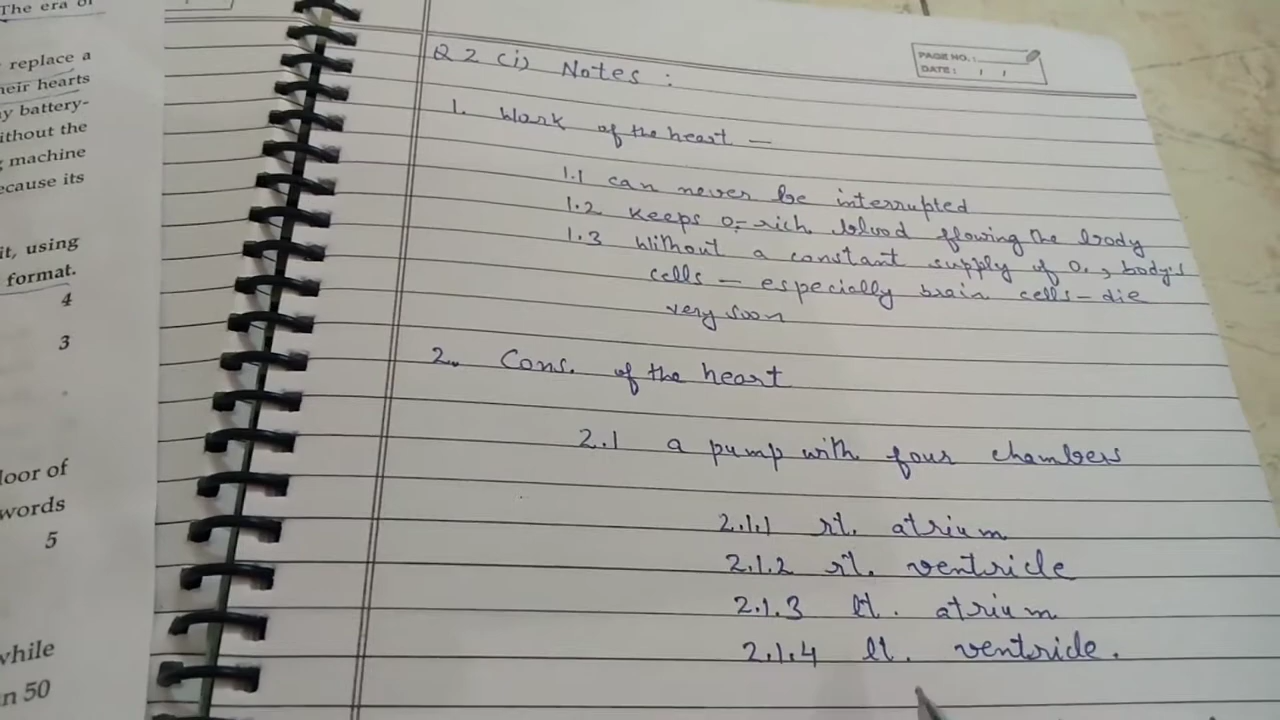 The era of
replace a
heir hearts
y battery-
ithout the
machine
ecause its
it, using
format.
4
3
loor of
words
5
while
n 50
PAGE NO. :
DATE : / /
Q 2 (i) Notes :
1. Work of the heart —
1.1 can never be interrupted
1.2 keeps O₂-rich blood flowing the body
1.3 Without a constant supply of O₂, body's
cells – especially brain cells – die
very soon
2. Cons. of the heart
2.1 a pump with four chambers
2.1.1 rt. atrium
2.1.2 rt. ventricle
2.1.3 lt. atrium
2.1.4 lt. ventricle.